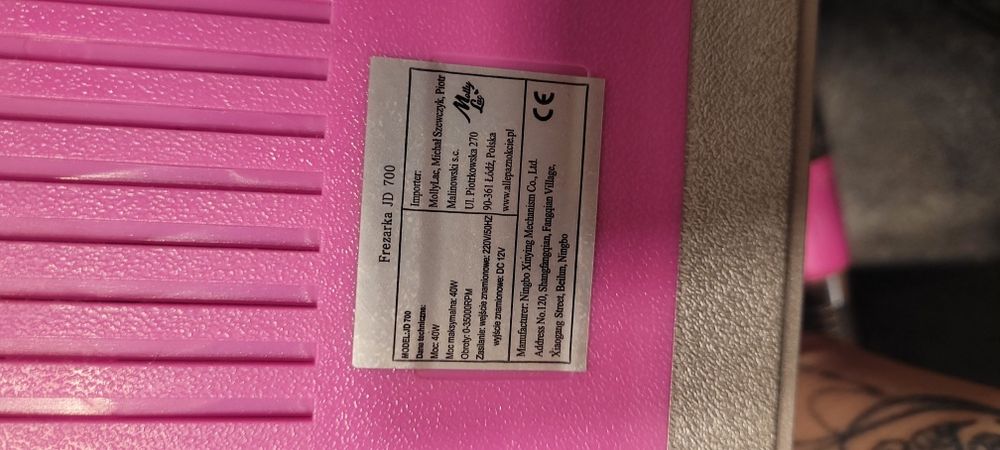 Frezarka JD 700
MODEL:JD 700
Dane techniczne:
Moc: 40W
Moc maksymalna: 40W
Obroty: 0-35000RPM
Zasilanie: wejście znamionowe: 220V/50HZ
wyjście znamionowe: DC 12V
Importer:
MollyLac, Michał Szewczyk, Piotr
Malinowski s.c.
Ul. Piotrkowska 270
90-361 Łódź, Polska
www.allepaznokcie.pl
Molly
Lac
Manufacturer: Ningbo Xinying Mechanism Co., Ltd.
Address No.120, Shangfangqian, Fangqian Village,
Xiaogang Street, Beilim, Ningbo
CE